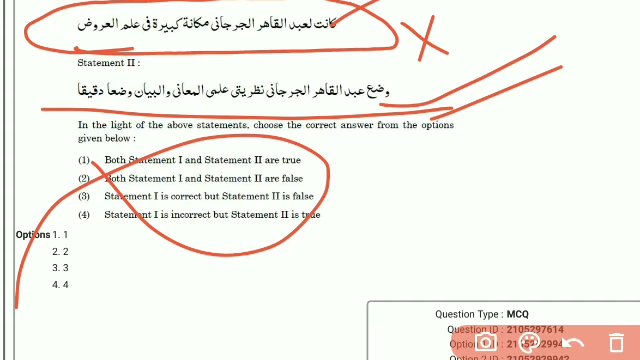 كانت لعبد القاهر الجرجانى مكانة كبيرة فى علم العروض
Statement II :
وضع عبد القاهر الجرجانى نظريتى علمى المعانى والبيان وضعا دقيقا
In the light of the above statements, choose the correct answer from the options
given below :
(1) Both Statement I and Statement II are true
(2) Both Statement I and Statement II are false
(3) Statement I is correct but Statement II is false
(4) Statement I is incorrect but Statement II is true
Options 1. 1
2. 2
3. 3
4. 4
Question Type : MCQ
Question ID : 2105297614
Option
Option 2 ID